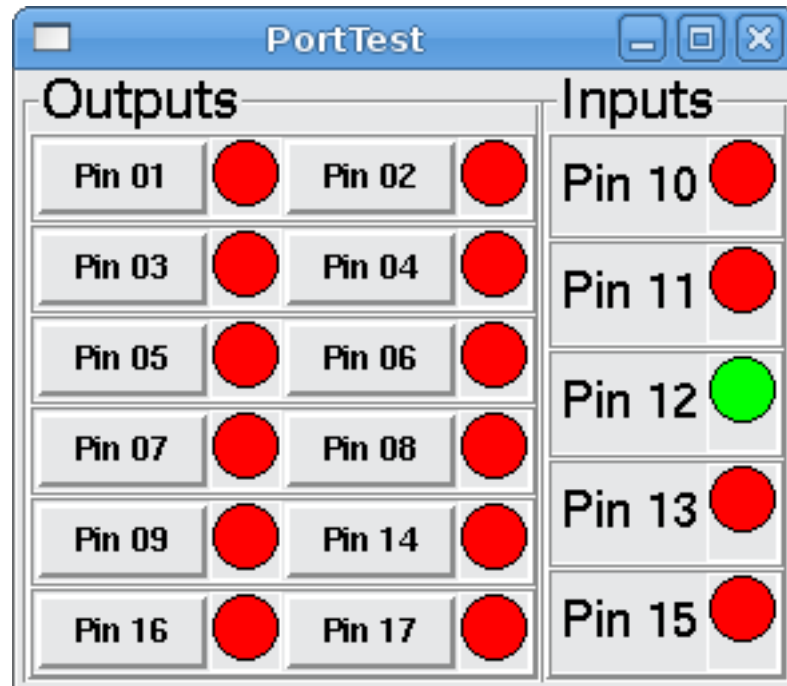 PortTest
Outputs
Pin 01 Pin 02
Pin 03 Pin 04
Pin 05 Pin 06
Pin 07 Pin 08
Pin 09 Pin 14
Pin 16 Pin 17
Inputs
Pin 10
Pin 11
Pin 12
Pin 13
Pin 15